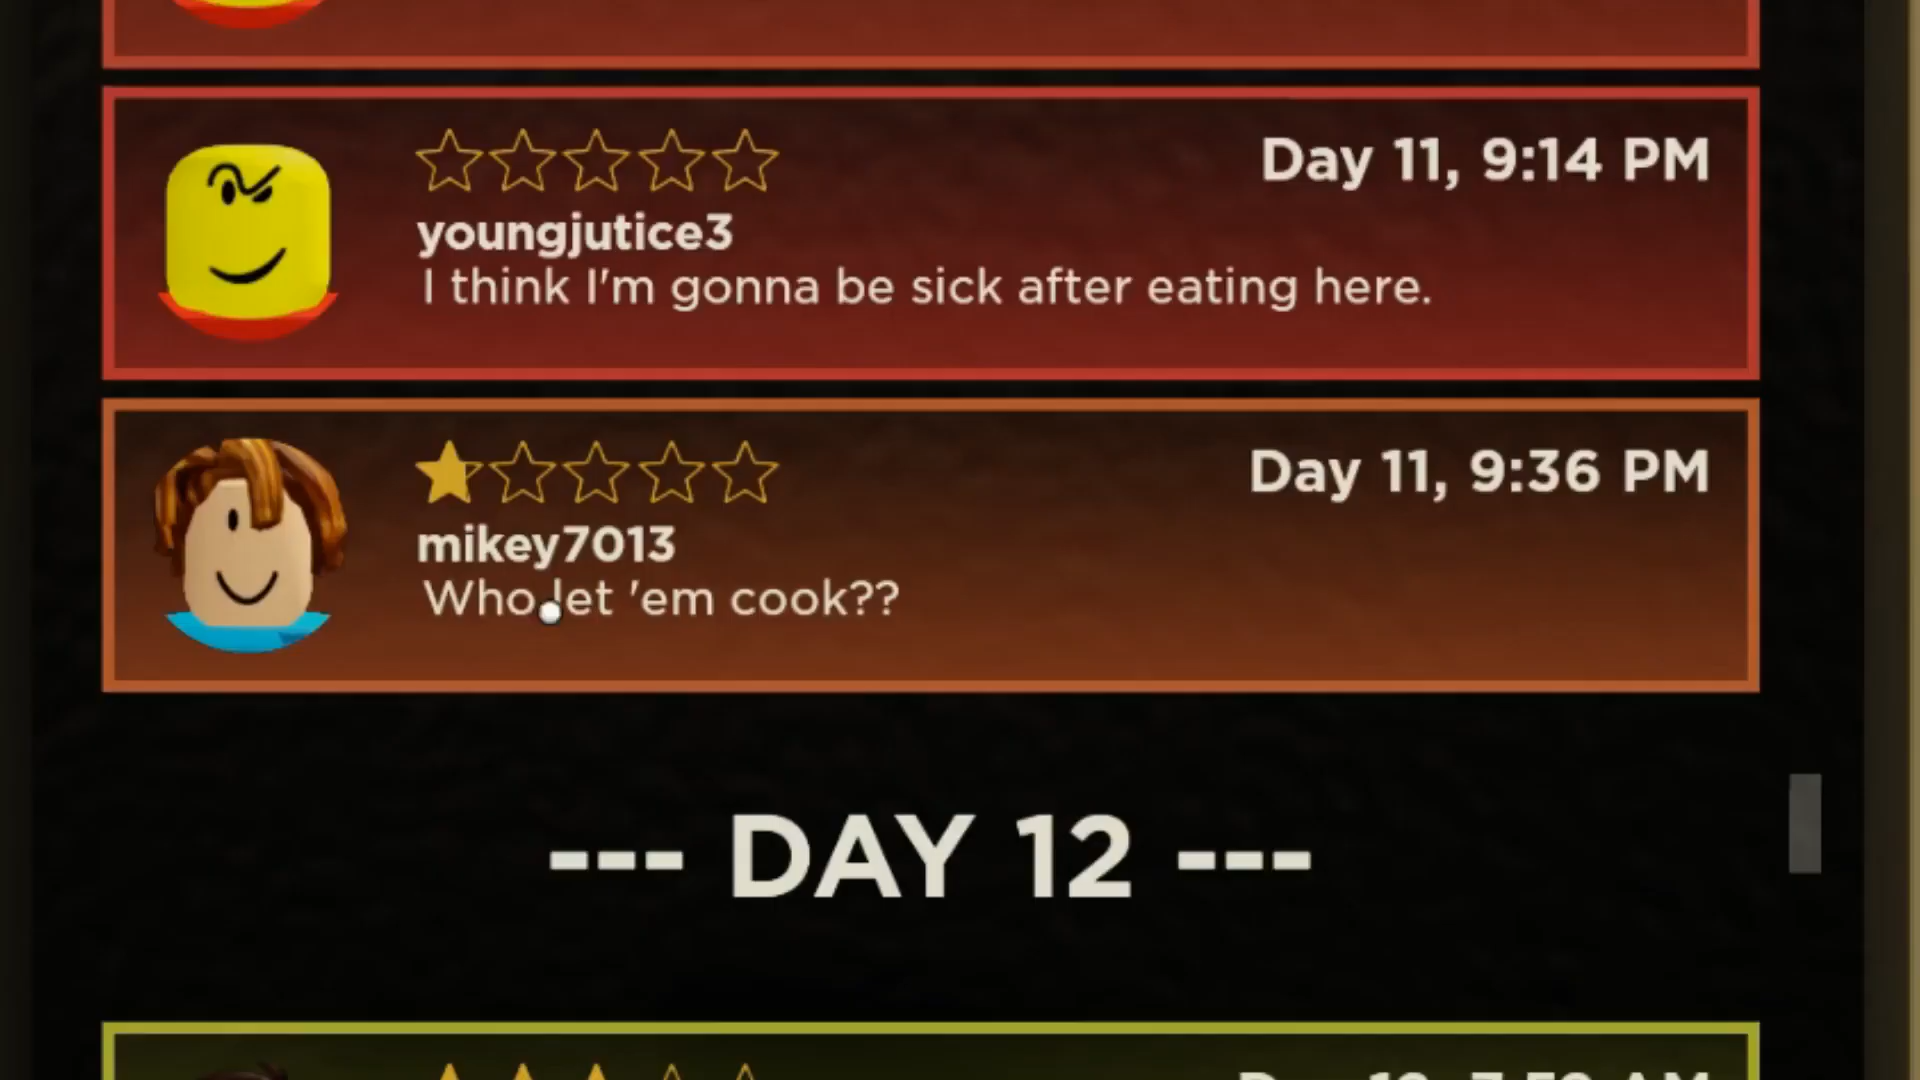 Day 11, 9:14 PM
youngjutice3
I think I'm gonna be sick after eating here.
Day 11, 9:36 PM
mikey7013
Who let 'em cook??
--- DAY 12 ---